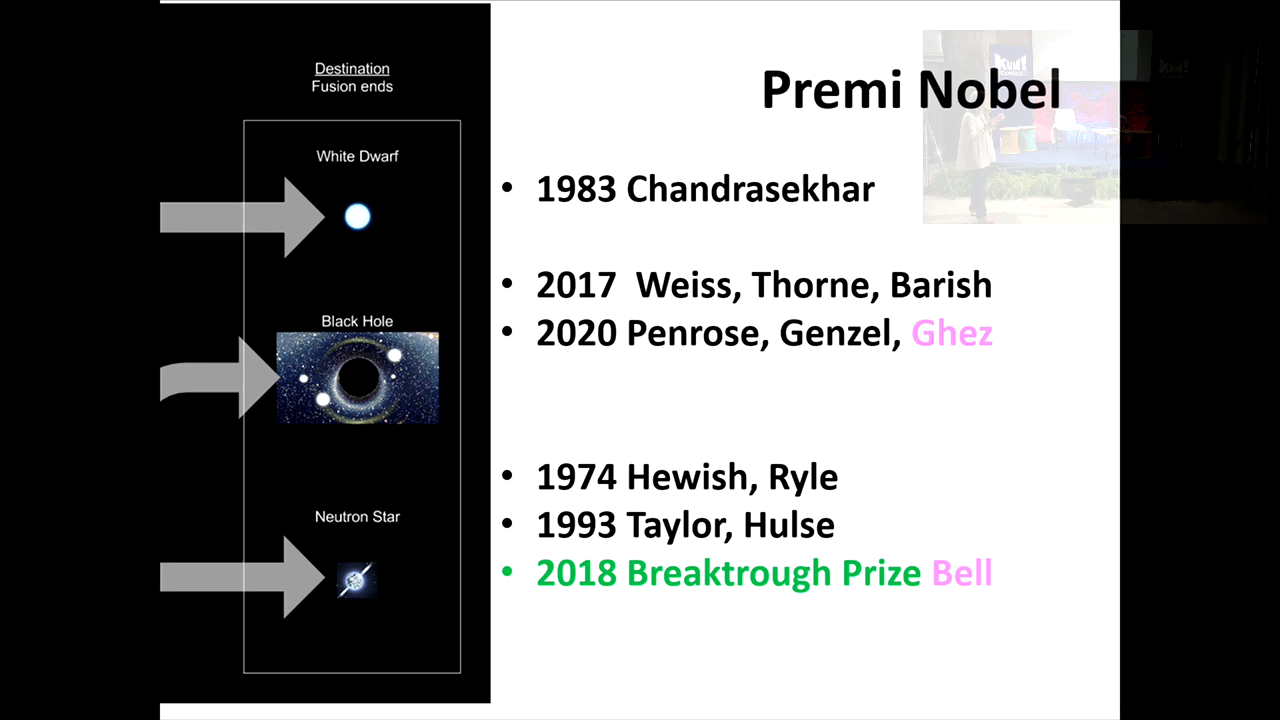 Destination
Fusion ends
White Dwarf
Black Hole
Neutron Star
Premi Nobel
• 1983 Chandrasekhar
• 2017 Weiss, Thorne, Barish
• 2020 Penrose, Genzel, Ghez
• 1974 Hewish, Ryle
• 1993 Taylor, Hulse
• 2018 Breaktrough Prize Bell